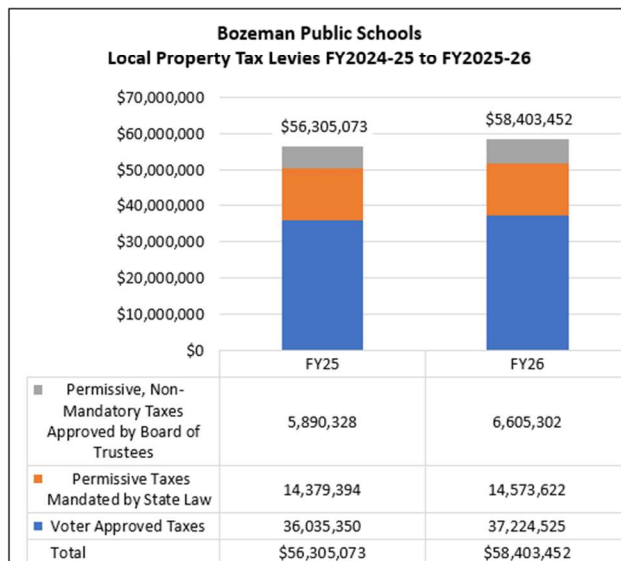 Bozeman Public Schools
Local Property Tax Levies FY2024-25 to FY2025-26
$70,000,000
$60,000,000
$50,000,000
$40,000,000
$30,000,000
$20,000,000
$10,000,000
$0
$56,305,073
$58,403,452
FY25
FY26
Permissive, Non-
Mandatory Taxes
Approved by Board of
Trustees
5,890,328
6,605,302
Permissive Taxes
Mandated by State Law
14,379,394
14,573,622
Voter Approved Taxes
36,035,350
37,224,525
Total
$56,305,073
$58,403,452